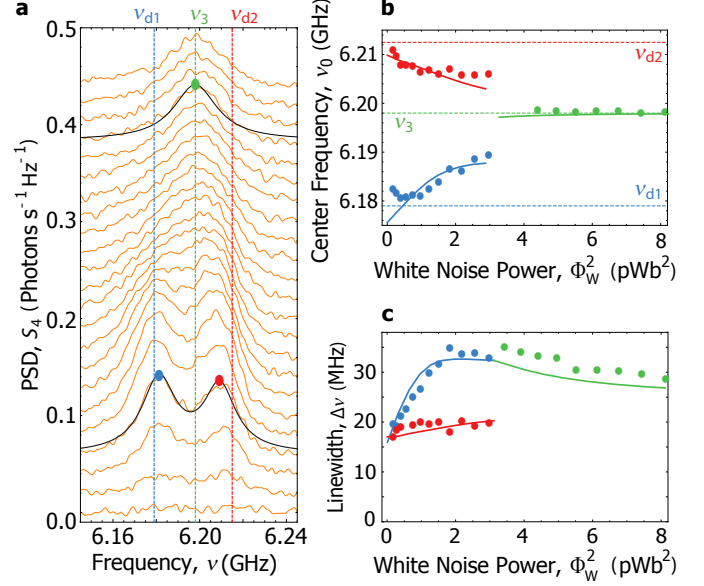 a
ν_d1 ν_3 ν_d2
0.5
0.4
0.3
0.2
0.1
0.0
PSD, S_4 (Photons s^-1 Hz^-1)
6.16 6.20 6.24
Frequency, ν (GHz)
b
6.21
6.20
6.19
6.18
Center Frequency, ν_0 (GHz)
ν_d2
ν_3
ν_d1
0 2 4 6 8
White Noise Power, Φ_W^2 (pWb^2)
c
30
20
10
0
Linewidth, Δν (MHz)
0 2 4 6 8
White Noise Power, Φ_W^2 (pWb^2)